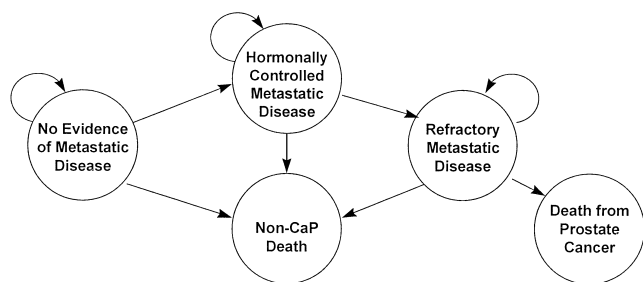 Hormonally
Controlled
Metastatic
Disease
No Evidence
of Metastatic
Disease
Refractory
Metastatic
Disease
Non-CaP
Death
Death from
Prostate
Cancer